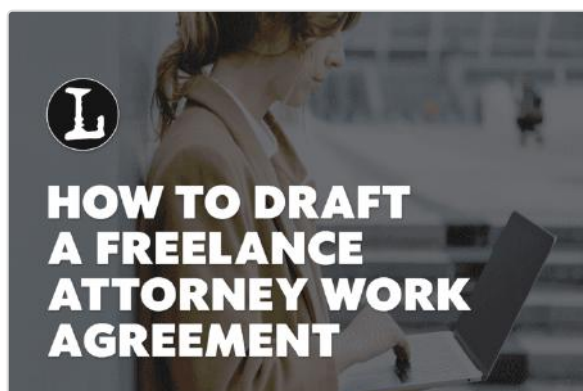 L
HOW TO DRAFT
A FREELANCE
ATTORNEY WORK
AGREEMENT